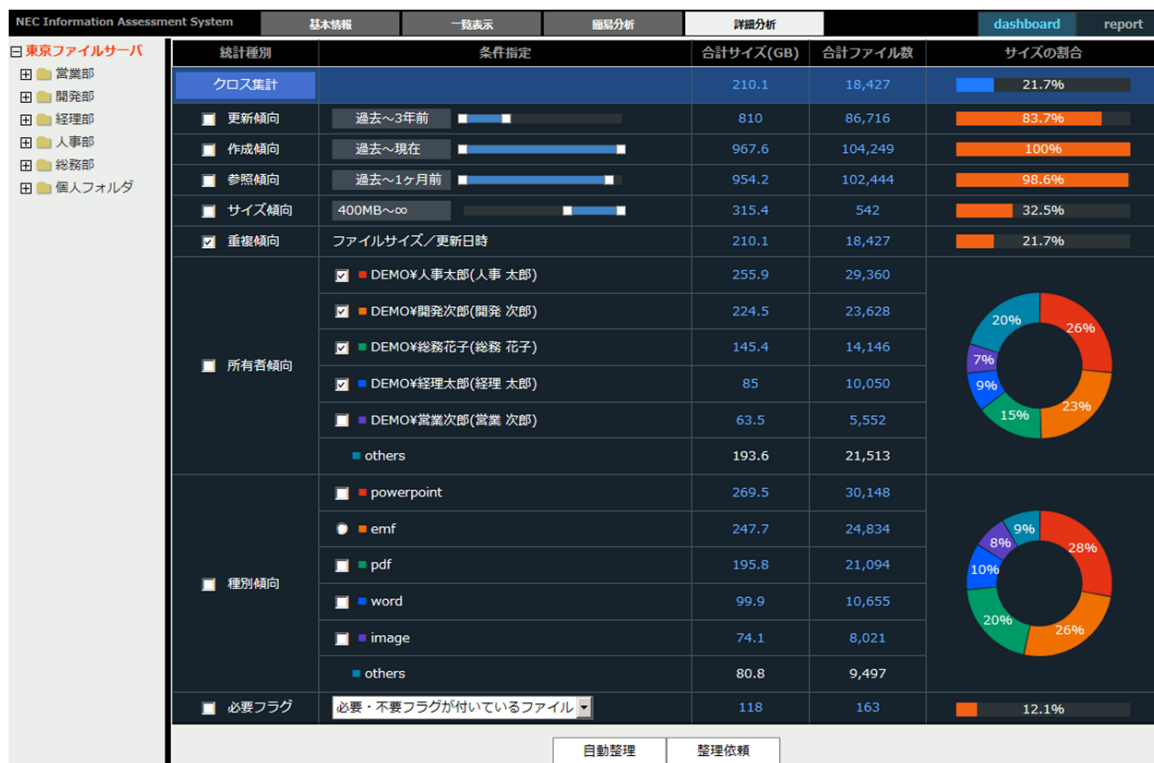 NEC Information Assessment System 基本情報 一覧表示 簡易分析 詳細分析 dashboard report
東京ファイルサーバ
営業部
開発部
経理部
人事部
総務部
個人フォルダ
統計種別 条件指定 合計サイズ(GB) 合計ファイル数 サイズの割合
クロス集計 210.1 18,427 21.7%
更新傾向 過去～3年前 810 86,716 83.7%
作成傾向 過去～現在 967.6 104,249 100%
参照傾向 過去～1ヶ月前 954.2 102,444 98.6%
サイズ傾向 400MB～∞ 315.4 542 32.5%
重複傾向 ファイルサイズ／更新日時 210.1 18,427 21.7%
所有者傾向
DEMO¥人事太郎(人事 太郎) 255.9 29,360
DEMO¥開発次郎(開発 次郎) 224.5 23,628
DEMO¥総務花子(総務 花子) 145.4 14,146
DEMO¥経理太郎(経理 太郎) 85 10,050
DEMO¥営業次郎(営業 次郎) 63.5 5,552
others 193.6 21,513
20% 26%
7%
9% 23%
15%
種別傾向
powerpoint 269.5 30,148
emf 247.7 24,834
pdf 195.8 21,094
word 99.9 10,655
image 74.1 8,021
others 80.8 9,497
9%
8% 28%
10%
20% 26%
必要フラグ 必要・不要フラグが付いているファイル 118 163 12.1%
自動整理 整理依頼